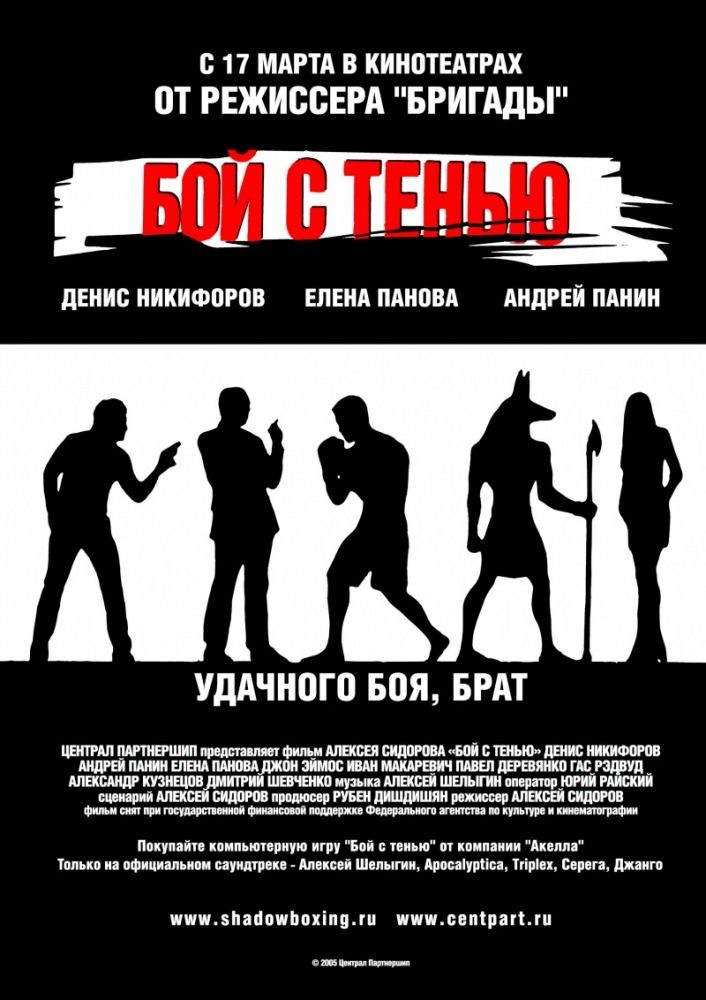 С 17 МАРТА В КИНОТЕАТРАХ
ОТ РЕЖИССЕРА "БРИГАДЫ"
БОЙ С ТЕНЬЮ
ДЕНИС НИКИФОРОВ ЕЛЕНА ПАНОВА АНДРЕЙ ПАНИН
УДАЧНОГО БОЯ, БРАТ
ЦЕНТРАЛ ПАРТНЕРШИП представляет фильм АЛЕКСЕЯ СИДОРОВА «БОЙ С ТЕНЬЮ» ДЕНИС НИКИФОРОВ
АНДРЕЙ ПАНИН ЕЛЕНА ПАНОВА ДЖОН ЭЙМОС ИВАН МАКАРЕВИЧ ПАВЕЛ ДЕРЕВЯНКО ГАС РЭДВУД
АЛЕКСАНДР КУЗНЕЦОВ ДМИТРИЙ ШЕВЧЕНКО музыка АЛЕКСЕЙ ШЕЛЫГИН оператор ЮРИЙ РАЙСКИЙ
сценарий АЛЕКСЕЙ СИДОРОВ продюсер РУБЕН ДИШДИШЯН режиссер АЛЕКСЕЙ СИДОРОВ
фильм снят при государственной финансовой поддержке Федерального агентства по культуре и кинематографии
Покупайте компьютерную игру "Бой с тенью" от компании "Акелла"
Только на официальном саундтреке - Алексей Шелыгин, Apocalyptica, Triplex, Серега, Джанго
www.shadowboxing.ru www.centpart.ru
© 2005 Централ Партнершип